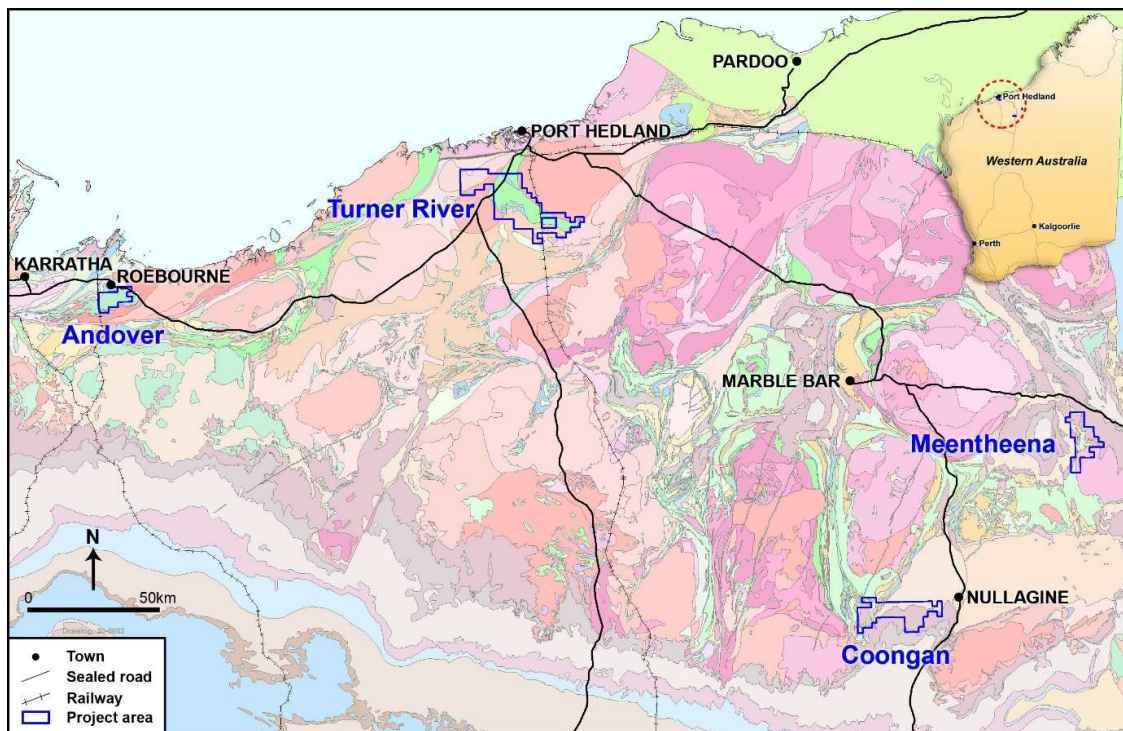 PARDOO
Port Hedland
PORT HEDLAND
Western Australia
Turner River
Kalgoorlie
Perth
KARRATHA
ROEBOURNE
Andover
MARBLE BAR
Meentheena
N
0 50km
NULLAGINE
Coongan
Town
Sealed road
Railway
Project area